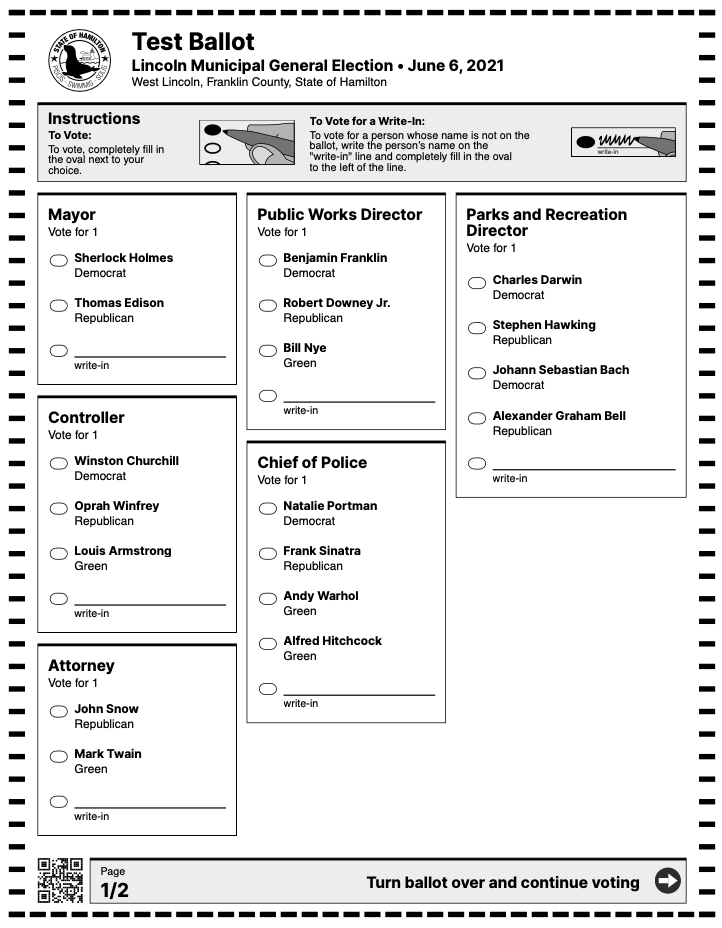 STATE OF HAMILTON
Test Ballot
Lincoln Municipal General Election • June 6, 2021
West Lincoln, Franklin County, State of Hamilton
Instructions
To Vote:
To vote, completely fill in
the oval next to your
choice.
To Vote for a Write-In:
To vote for a person whose name is not on the
ballot, write the person's name on the
"write-in" line and completely fill in the oval
to the left of the line.
write-in
Mayor
Vote for 1
Sherlock Holmes
Democrat
Thomas Edison
Republican
write-in
Controller
Vote for 1
Winston Churchill
Democrat
Oprah Winfrey
Republican
Louis Armstrong
Green
write-in
Attorney
Vote for 1
John Snow
Republican
Mark Twain
Green
write-in
Public Works Director
Vote for 1
Benjamin Franklin
Democrat
Robert Downey Jr.
Republican
Bill Nye
Green
write-in
Chief of Police
Vote for 1
Natalie Portman
Democrat
Frank Sinatra
Republican
Andy Warhol
Green
Alfred Hitchcock
Green
write-in
Parks and Recreation
Director
Vote for 1
Charles Darwin
Democrat
Stephen Hawking
Republican
Johann Sebastian Bach
Democrat
Alexander Graham Bell
Republican
write-in
Page
1/2
Turn ballot over and continue voting